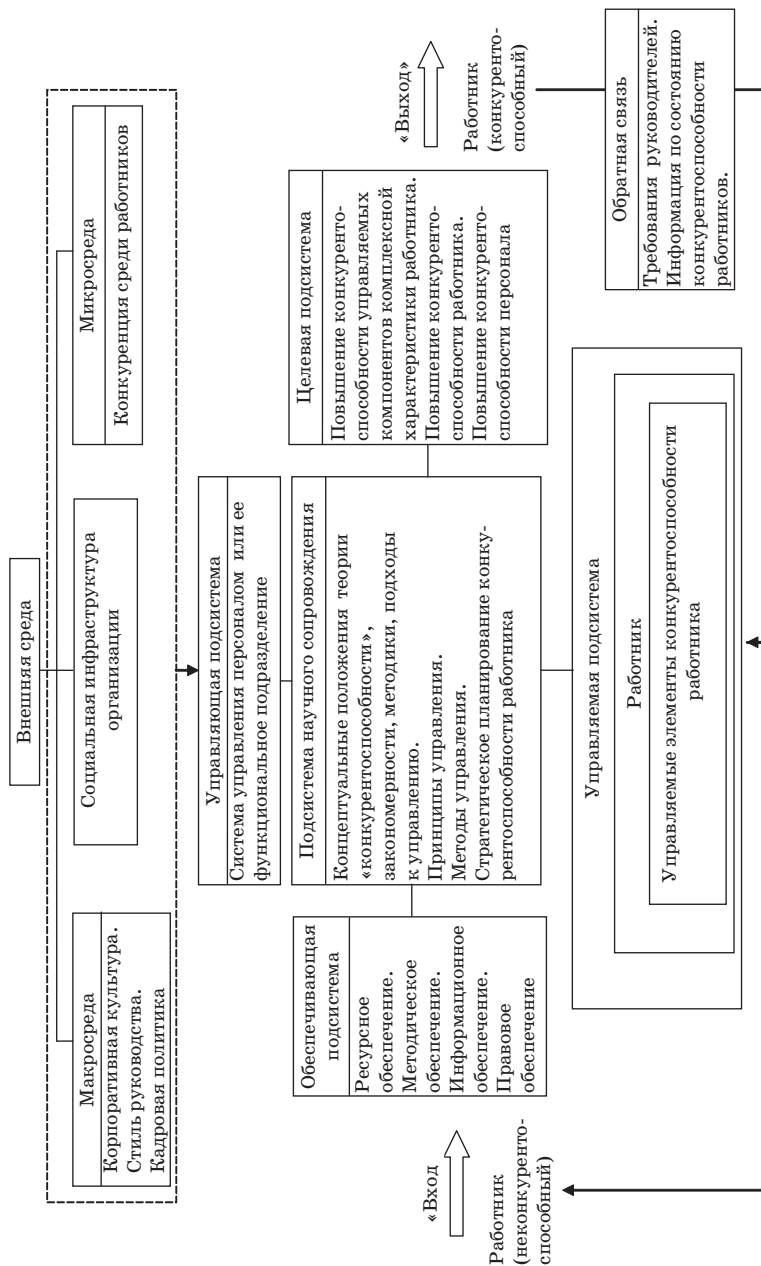 Внешняя среда
Макросреда
Корпоративная культура.
Стиль руководства.
Кадровая политика
Социальная инфраструктура
организации
Микросреда
Конкуренция среди работников
Управляющая подсистема
Система управления персоналом или ее
функциональное подразделение
«Вход
Работник
(неконкуренто-
способный)
Обеспечивающая
подсистема
Ресурсное
обеспечение.
Методическое
обеспечение.
Информационное
обеспечение.
Правовое
обеспечение
Подсистема научного сопровождения
Концептуальные положения теории
«конкурентоспособности»,
закономерности, методики, подходы
к управлению.
Принципы управления.
Методы управления.
Стратегическое планирование конку-
рентоспособности работника
Целевая подсистема
Повышение конкуренто-
способности управляемых
компонентов комплексной
характеристики работника.
Повышение конкуренто-
способности работника.
Повышение конкуренто-
способности персонала
«Выход»
Работник
(конкуренто-
способный)
Управляемая подсистема
Работник
Управляемые элементы конкурентоспособности
работника
Обратная связь
Требования руководителей.
Информация по состоянию
конкурентоспособности
работников.